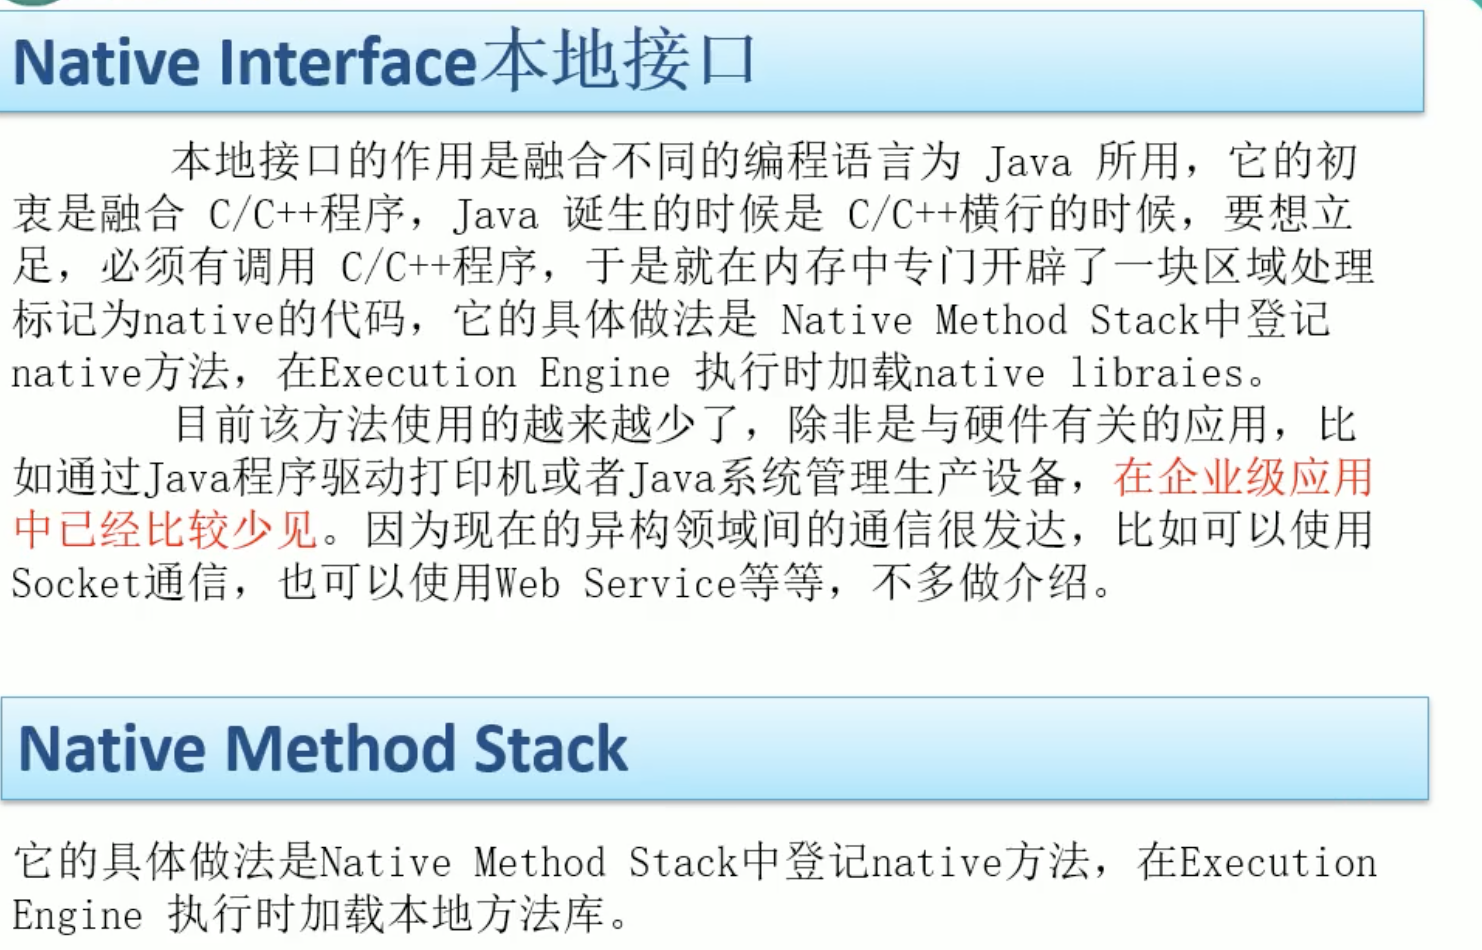 Native Interface本地接口
本地接口的作用是融合不同的编程语言为 Java 所用，它的初
衷是融合 C/C++程序，Java 诞生的时候是 C/C++横行的时候，要想立
足，必须有调用 C/C++程序，于是就在内存中专门开辟了一块区域处理
标记为native的代码，它的具体做法是 Native Method Stack中登记
native方法，在Execution Engine 执行时加载native libraies。
目前该方法使用的越来越少了，除非是与硬件有关的应用，比
如通过Java程序驱动打印机或者Java系统管理生产设备，在企业级应用
中已经比较少见。因为现在的异构领域间的通信很发达，比如可以使用
Socket通信，也可以使用Web Service等等，不多做介绍。
Native Method Stack
它的具体做法是Native Method Stack中登记native方法，在Execution
Engine 执行时加载本地方法库。